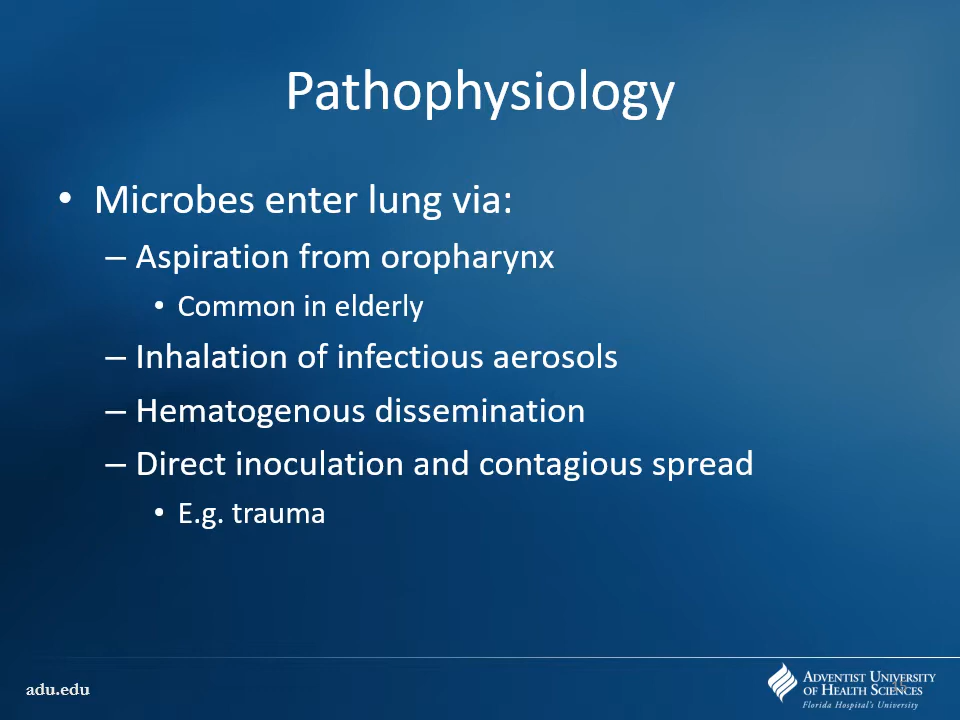 Pathophysiology
• Microbes enter lung via:
– Aspiration from oropharynx
• Common in elderly
– Inhalation of infectious aerosols
– Hematogenous dissemination
– Direct inoculation and contagious spread
• E.g. trauma
adu.edu
ADVENTIST UNIVERSITY
OF HEALTH SCIENCES
Florida Hospital's University